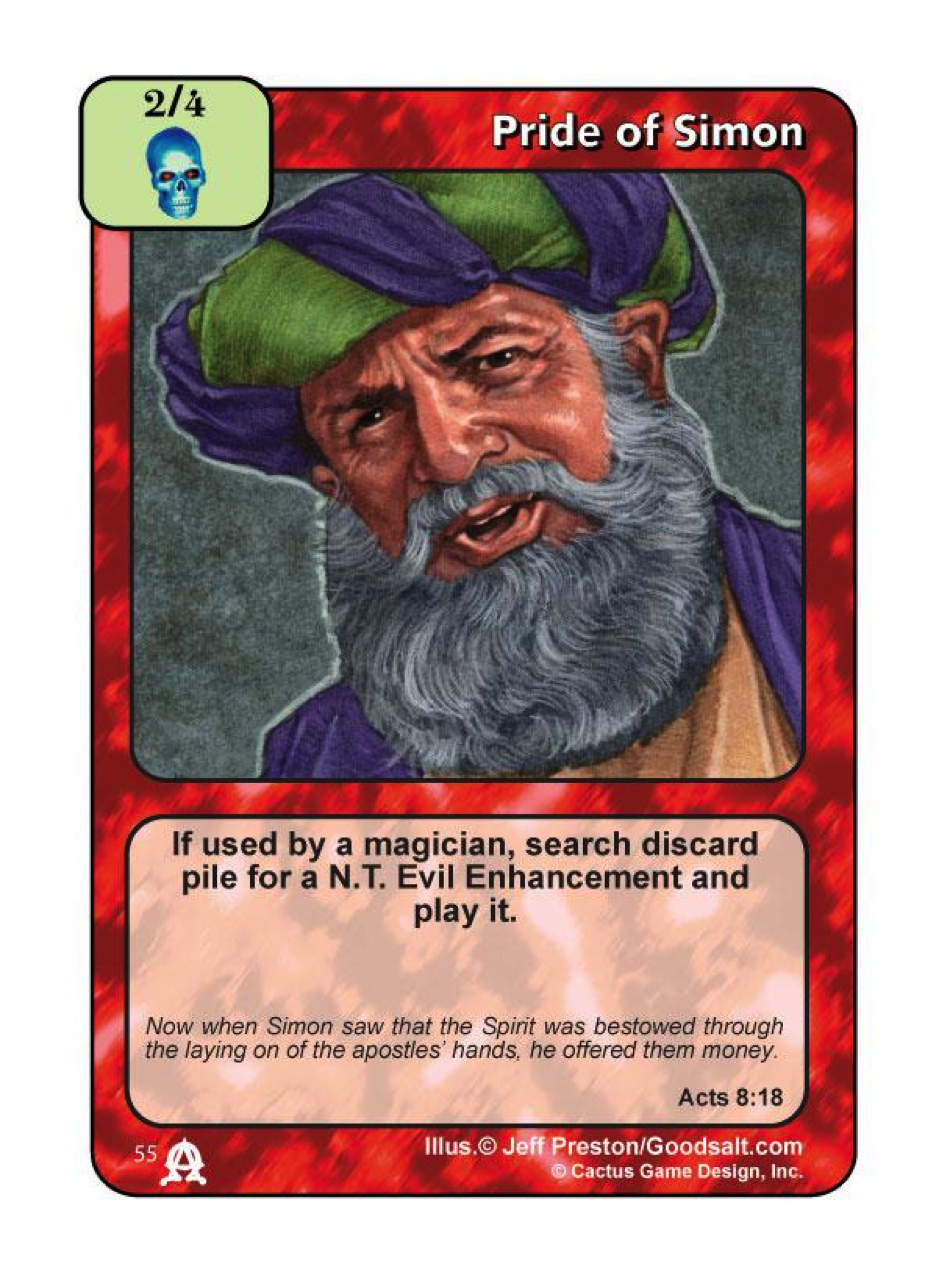 2/4
Pride of Simon
If used by a magician, search discard
pile for a N.T. Evil Enhancement and
play it.
Now when Simon saw that the Spirit was bestowed through
the laying on of the apostles' hands, he offered them money.
Acts 8:18
55
Illus.© Jeff Preston/Goodsalt.com
© Cactus Game Design, Inc.